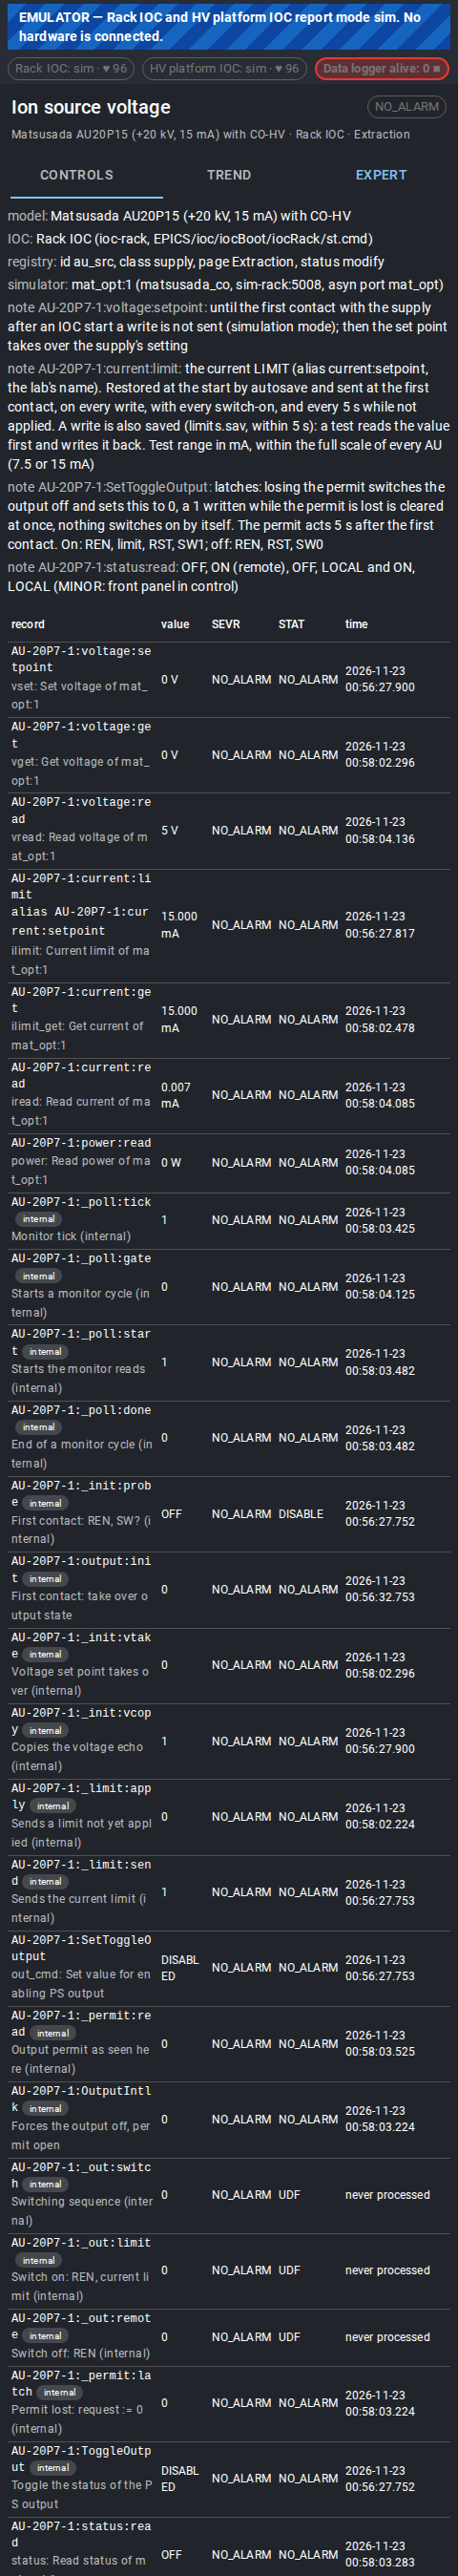 EMULATOR — Rack IOC and HV platform IOC report mode sim. No
hardware is connected.
Rack IOC: sim · ♥ 96
HV platform IOC: sim · ♥ 96
Data logger alive: 0 ■
Ion source voltage
NO_ALARM
Matsusada AU20P15 (+20 kV, 15 mA) with CO-HV · Rack IOC · Extraction
CONTROLS
TREND
EXPERT
model: Matsusada AU20P15 (+20 kV, 15 mA) with CO-HV
IOC: Rack IOC (ioc-rack, EPICS/ioc/iocBoot/iocRack/st.cmd)
registry: id au_src, class supply, page Extraction, status modify
simulator: mat_opt:1 (matsusada_co, sim-rack:5008, asyn port mat_opt)
note AU-20P7-1:voltage:setpoint: until the first contact with the supply
after an IOC start a write is not sent (simulation mode); then the set point
takes over the supply's setting
note AU-20P7-1:current:limit: the current LIMIT (alias current:setpoint,
the lab's name). Restored at the start by autosave and sent at the first
contact, on every write, with every switch-on, and every 5 s while not
applied. A write is also saved (limits.sav, within 5 s): a test reads the value
first and writes it back. Test range in mA, within the full scale of every AU
(7.5 or 15 mA)
note AU-20P7-1:SetToggleOutput: latches: losing the permit switches the
output off and sets this to 0, a 1 written while the permit is lost is cleared
at once, nothing switches on by itself. The permit acts 5 s after the first
contact. On: REN, limit, RST, SW1; off: REN, RST, SW0
note AU-20P7-1:status:read: OFF, ON (remote), OFF, LOCAL and ON,
LOCAL (MINOR: front panel in control)
record value SEVR STAT time
AU-20P7-1:voltage:se
tpoint
vset: Set voltage of mat_
opt:1
0 V NO_ALARM NO_ALARM 2026-11-23
00:56:27.900
AU-20P7-1:voltage:ge
t
vget: Get voltage of mat_
opt:1
0 V NO_ALARM NO_ALARM 2026-11-23
00:58:02.296
AU-20P7-1:voltage:re
ad
vread: Read voltage of m
at_opt:1
5 V NO_ALARM NO_ALARM 2026-11-23
00:58:04.136
AU-20P7-1:current:li
mit
alias AU-20P7-1:cur
rent:setpoint
ilimit: Current limit of ma
t_opt:1
15.000
mA NO_ALARM NO_ALARM 2026-11-23
00:56:27.817
AU-20P7-1:current:ge
t
ilimit_get: Get current of
mat_opt:1
15.000
mA NO_ALARM NO_ALARM 2026-11-23
00:58:02.478
AU-20P7-1:current:re
ad
iread: Read current of ma
t_opt:1
0.007
mA NO_ALARM NO_ALARM 2026-11-23
00:58:04.085
AU-20P7-1:power:read
power: Read power of ma
t_opt:1
0 W NO_ALARM NO_ALARM 2026-11-23
00:58:04.085
AU-20P7-1:_poll:tick
internal
Monitor tick (internal)
1 NO_ALARM NO_ALARM 2026-11-23
00:58:03.425
AU-20P7-1:_poll:gate
internal
Starts a monitor cycle (in
ternal)
0 NO_ALARM NO_ALARM 2026-11-23
00:58:04.125
AU-20P7-1:_poll:star
t internal
Starts the monitor reads
(internal)
1 NO_ALARM NO_ALARM 2026-11-23
00:58:03.482
AU-20P7-1:_poll:done
internal
End of a monitor cycle (in
ternal)
0 NO_ALARM NO_ALARM 2026-11-23
00:58:03.482
AU-20P7-1:_init:prob
e internal
First contact: REN, SW? (i
nternal)
OFF NO_ALARM DISABLE 2026-11-23
00:56:27.752
AU-20P7-1:output:ini
t internal
First contact: take over o
utput state
0 NO_ALARM NO_ALARM 2026-11-23
00:56:32.753
AU-20P7-1:_init:vtak
e internal
Voltage set point takes o
ver (internal)
0 NO_ALARM NO_ALARM 2026-11-23
00:58:02.296
AU-20P7-1:_init:vcop
y internal
Copies the voltage echo
(internal)
1 NO_ALARM NO_ALARM 2026-11-23
00:56:27.900
AU-20P7-1:_limit:app
ly internal
Sends a limit not yet appl
ied (internal)
0 NO_ALARM NO_ALARM 2026-11-23
00:58:02.224
AU-20P7-1:_limit:sen
d internal
Sends the current limit (i
nternal)
1 NO_ALARM NO_ALARM 2026-11-23
00:56:27.753
AU-20P7-1:SetToggleO
utput
out_cmd: Set value for en
abling PS output
DISABL
ED NO_ALARM NO_ALARM 2026-11-23
00:56:27.753
AU-20P7-1:_permit:re
ad internal
Output permit as seen he
re (internal)
0 NO_ALARM NO_ALARM 2026-11-23
00:58:03.525
AU-20P7-1:OutputIntl
k internal
Forces the output off, per
mit open
0 NO_ALARM NO_ALARM 2026-11-23
00:58:03.224
AU-20P7-1:_out:switc
h internal
Switching sequence (inter
nal)
0 NO_ALARM UDF never processed
AU-20P7-1:_out:limit
internal
Switch on: REN, current li
mit (internal)
0 NO_ALARM UDF never processed
AU-20P7-1:_out:remot
e internal
Switch off: REN (internal)
0 NO_ALARM UDF never processed
AU-20P7-1:_permit:la
tch internal
Permit lost: request := 0
(internal)
0 NO_ALARM NO_ALARM 2026-11-23
00:58:03.224
AU-20P7-1:ToggleOutp
ut internal
Toggle the status of the P
S output
DISABL
ED NO_ALARM NO_ALARM 2026-11-23
00:56:27.752
AU-20P7-1:status:rea
d
status: Read status of m
OFF NO_ALARM NO_ALARM 2026-11-23
00:58:03.283